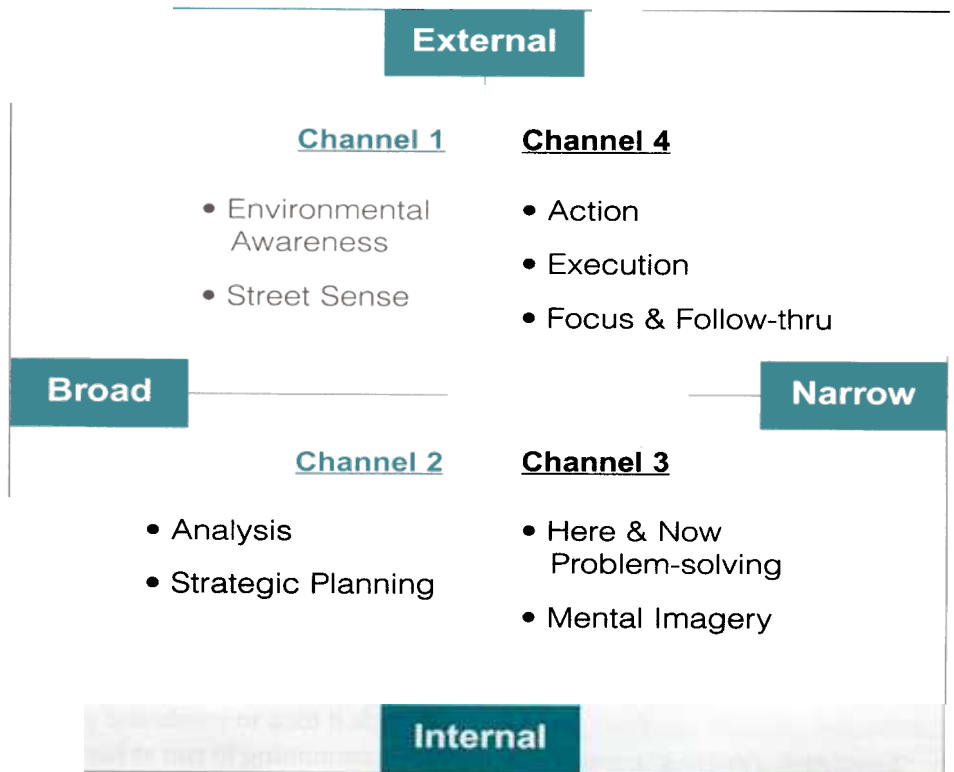 External
Channel 1
• Environmental
Awareness
• Street Sense
Channel 4
• Action
• Execution
• Focus & Follow-thru
Broad
Narrow
Channel 2
• Analysis
• Strategic Planning
Channel 3
• Here & Now
Problem-solving
• Mental Imagery
Internal